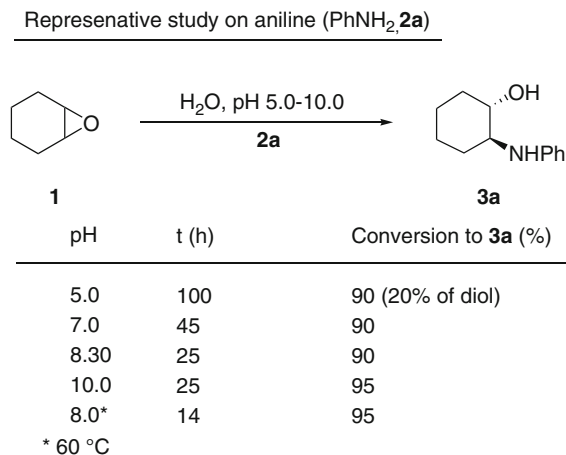 Represenative study on aniline (PhNH2, 2a)
H2O, pH 5.0-10.0
2a
O
OH
NHPh
1
3a
pH t (h) Conversion to 3a (%)
5.0 100 90 (20% of diol)
7.0 45 90
8.30 25 90
10.0 25 95
8.0* 14 95
* 60 °C